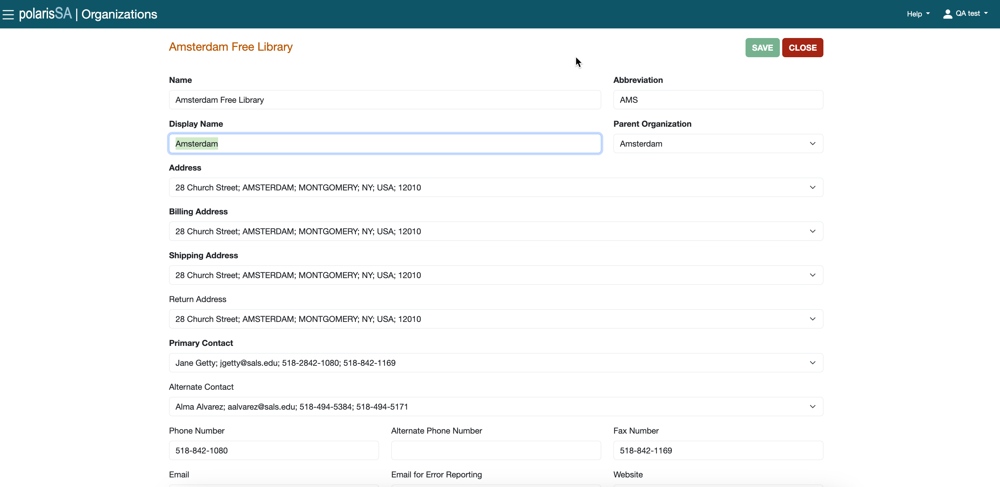 polarisSA | Organizations
Help
QA test
Amsterdam Free Library
SAVE
CLOSE
Name
Abbreviation
Amsterdam Free Library
AMS
Display Name
Parent Organization
Amsterdam
Amsterdam
Address
28 Church Street; AMSTERDAM; MONTGOMERY; NY; USA; 12010
Billing Address
28 Church Street; AMSTERDAM; MONTGOMERY; NY; USA; 12010
Shipping Address
28 Church Street; AMSTERDAM; MONTGOMERY; NY; USA; 12010
Return Address
28 Church Street; AMSTERDAM; MONTGOMERY; NY; USA; 12010
Primary Contact
Jane Getty; jgetty@sals.edu; 518-2842-1080; 518-842-1169
Alternate Contact
Alma Alvarez; aalvarez@sals.edu; 518-494-5384; 518-494-5171
Phone Number
Alternate Phone Number
Fax Number
518-842-1080
518-842-1169
Email
Email for Error Reporting
Website